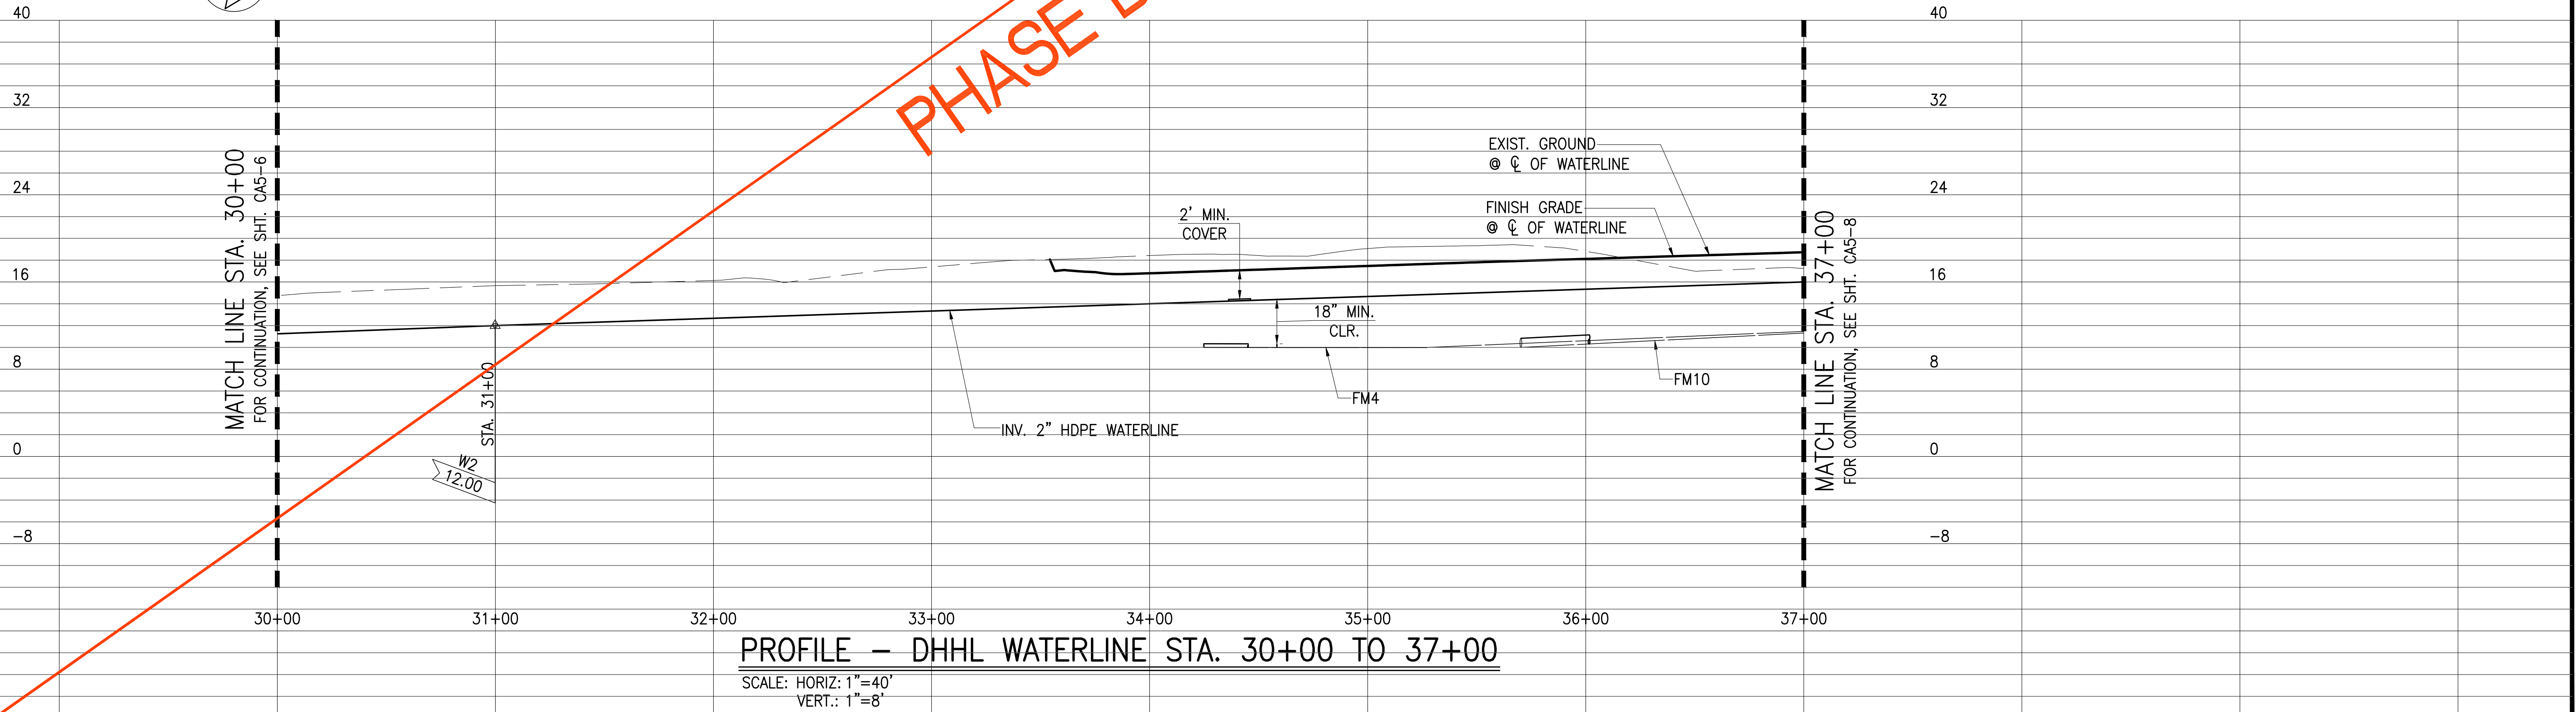 40
40
PHASE
32
32
EXIST. GROUND
@ ℄ OF WATERLINE
24
24
2' MIN.
COVER
FINISH GRADE
@ ℄ OF WATERLINE
MATCH LINE STA. 30+00
FOR CONTINUATION, SEE SHT. CA5-6
MATCH LINE STA. 37+00
FOR CONTINUATION, SEE SHT. CA5-8
16
16
18" MIN.
CLR.
8
8
FM10
FM4
STA. 31+00
INV. 2" HDPE WATERLINE
0
0
W2
12.00
-8
-8
30+00 31+00 32+00 33+00 34+00 35+00 36+00 37+00
PROFILE - DHHL WATERLINE STA. 30+00 TO 37+00
SCALE: HORIZ: 1"=40'
VERT.: 1"=8'